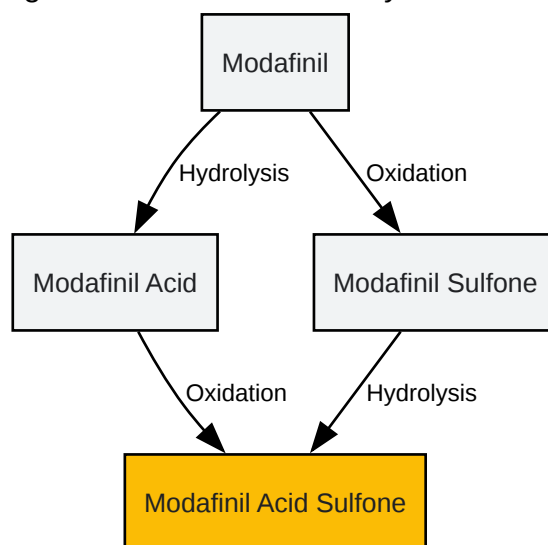 Modafinil
Hydrolysis
Oxidation
Modafinil Acid
Modafinil Sulfone
Oxidation
Hydrolysis
Modafinil Acid Sulfone